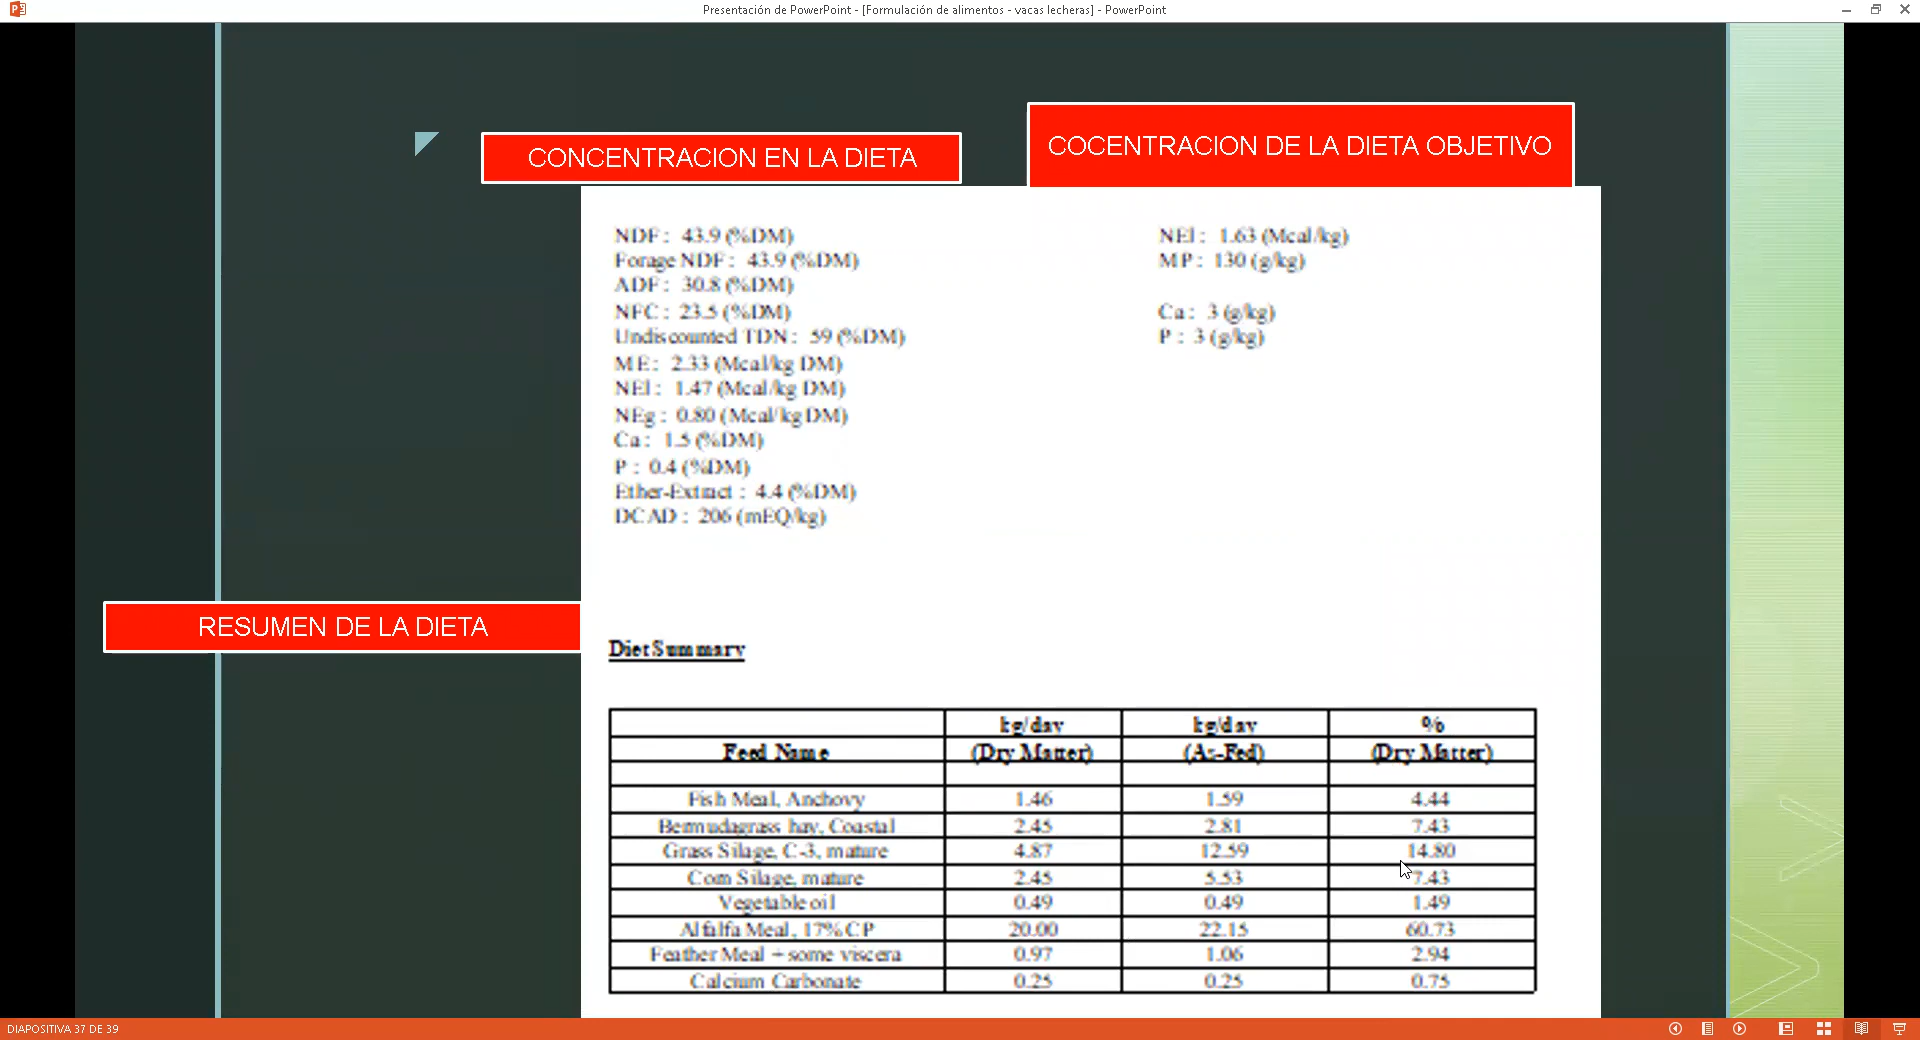 Presentación de PowerPoint - [Formulación de alimentos - vacas lecheras] - PowerPoint
CONCENTRACION EN LA DIETA
COCENTRACION DE LA DIETA OBJETIVO
NDF : 43.9 (%DM)
Forage NDF : 43.9 (%DM)
ADF : 30.8 (%DM)
NFC : 23.5 (%DM)
Undiscounted TDN : 59 (%DM)
ME : 2.33 (Mcal/kg DM)
NEl : 1.47 (Mcal/kg DM)
NEg : 0.80 (Mcal/kg DM)
Ca : 1.5 (%DM)
P : 0.4 (%DM)
Ether-Extract : 4.4 (%DM)
DCAD : 206 (mEQ/kg)
NEl : 1.63 (Mcal/kg)
MP : 130 (g/kg)
Ca : 3 (g/kg)
P : 3 (g/kg)
RESUMEN DE LA DIETA
Diet Summary
kg/day kg/day %
Feed Name (Dry Matter) (As-Fed) (Dry Matter)
Fish Meal, Anchovy 1.46 1.59 4.44
Bermudagrass hay, Coastal 2.45 2.81 7.43
Grass Silage, C-3, mature 4.87 12.59 14.80
Corn Silage, mature 2.45 5.53 7.43
Vegetable oil 0.49 0.49 1.49
Alfalfa Meal, 17% CP 20.00 22.15 60.73
Feather Meal + some viscera 0.97 1.06 2.94
Calcium Carbonate 0.25 0.25 0.75
DIAPOSITIVA 37 DE 39